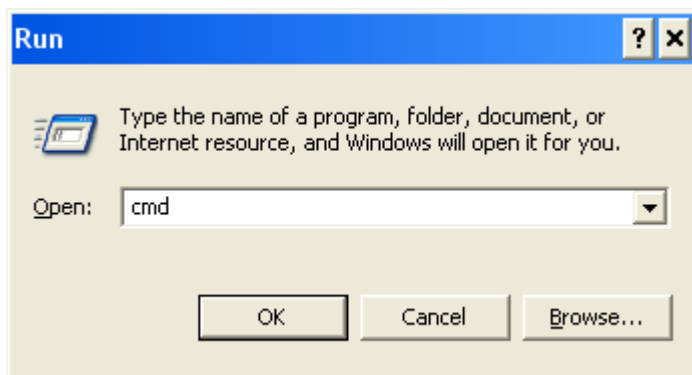 Run
Type the name of a program, folder, document, or
Internet resource, and Windows will open it for you.
Open: cmd
OK Cancel Browse...